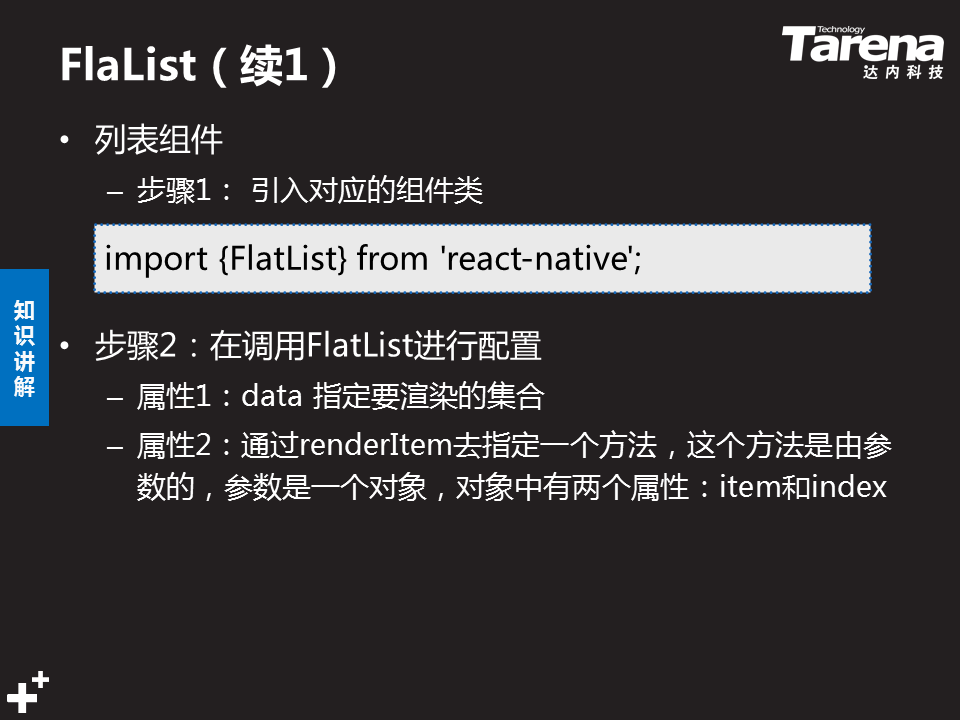 FlaList（续1）
Technology
Tarena
达内科技
• 列表组件
– 步骤1： 引入对应的组件类
import {FlatList} from 'react-native';
知识讲解
• 步骤2：在调用FlatList进行配置
– 属性1：data 指定要渲染的集合
– 属性2：通过renderItem去指定一个方法，这个方法是由参
数的，参数是一个对象，对象中有两个属性：item和index